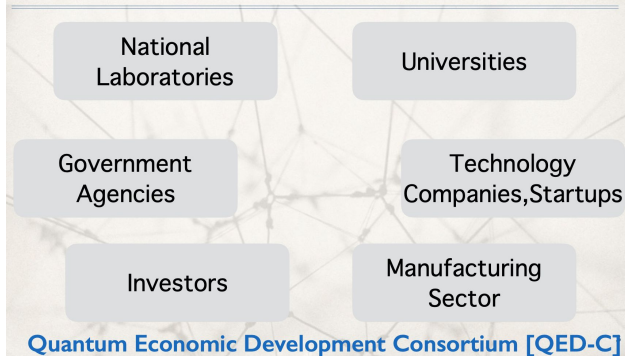 National
Laboratories
Universities
Government
Agencies
Technology
Companies,Startups
Investors
Manufacturing
Sector
Quantum Economic Development Consortium [QED-C]